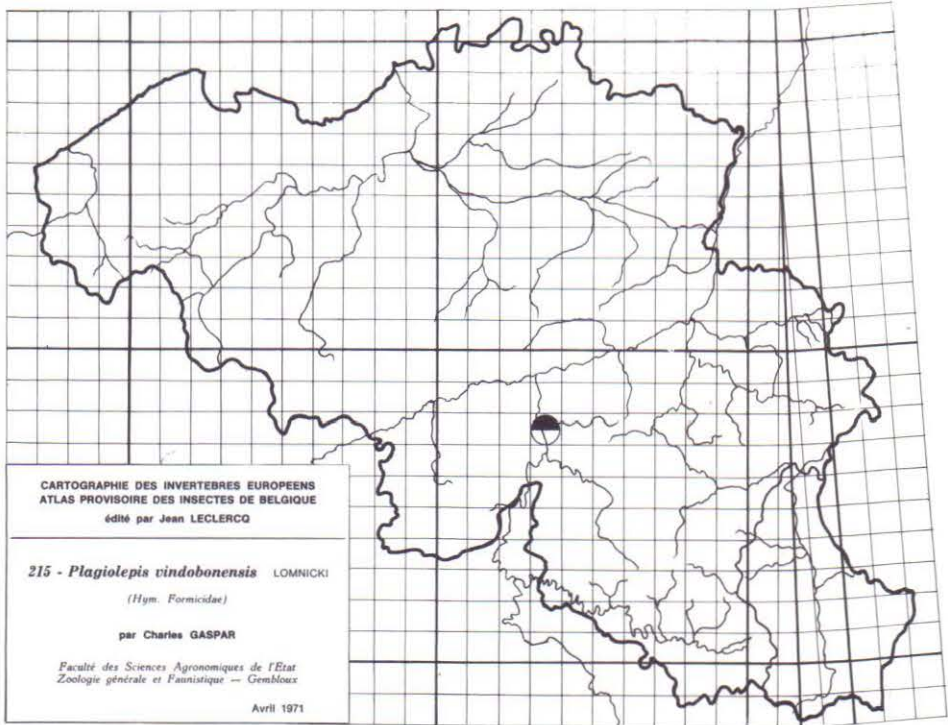 CARTOGRAPHIE DES INVERTEBRES EUROPEENS
ATLAS PROVISOIRE DES INSECTES DE BELGIQUE
édité par Jean LECLERCQ
215 - Plagiolepis vindobonensis LOMNICKI
(Hym. Formicidae)
par Charles GASPAR
Faculté des Sciences Agronomiques de l'Etat
Zoologie générale et Faunistique — Gembloux
Avril 1971